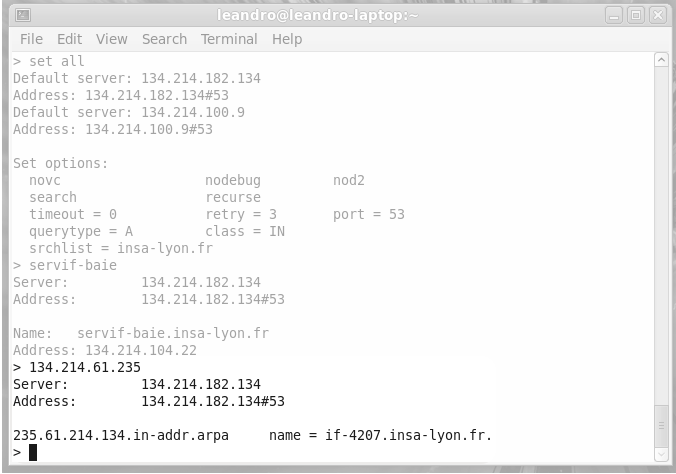 leandro@leandro-laptop:~
File Edit View Search Terminal Help
> set all
Default server: 134.214.182.134
Address: 134.214.182.134#53
Default server: 134.214.100.9
Address: 134.214.100.9#53
Set options:
novc nodebug nod2
search recurse
timeout = 0 retry = 3 port = 53
querytype = A class = IN
srchlist = insa-lyon.fr
> servif-baie
Server: 134.214.182.134
Address: 134.214.182.134#53
Name: servif-baie.insa-lyon.fr
Address: 134.214.104.22
> 134.214.61.235
Server: 134.214.182.134
Address: 134.214.182.134#53
235.61.214.134.in-addr.arpa name = if-4207.insa-lyon.fr.
>